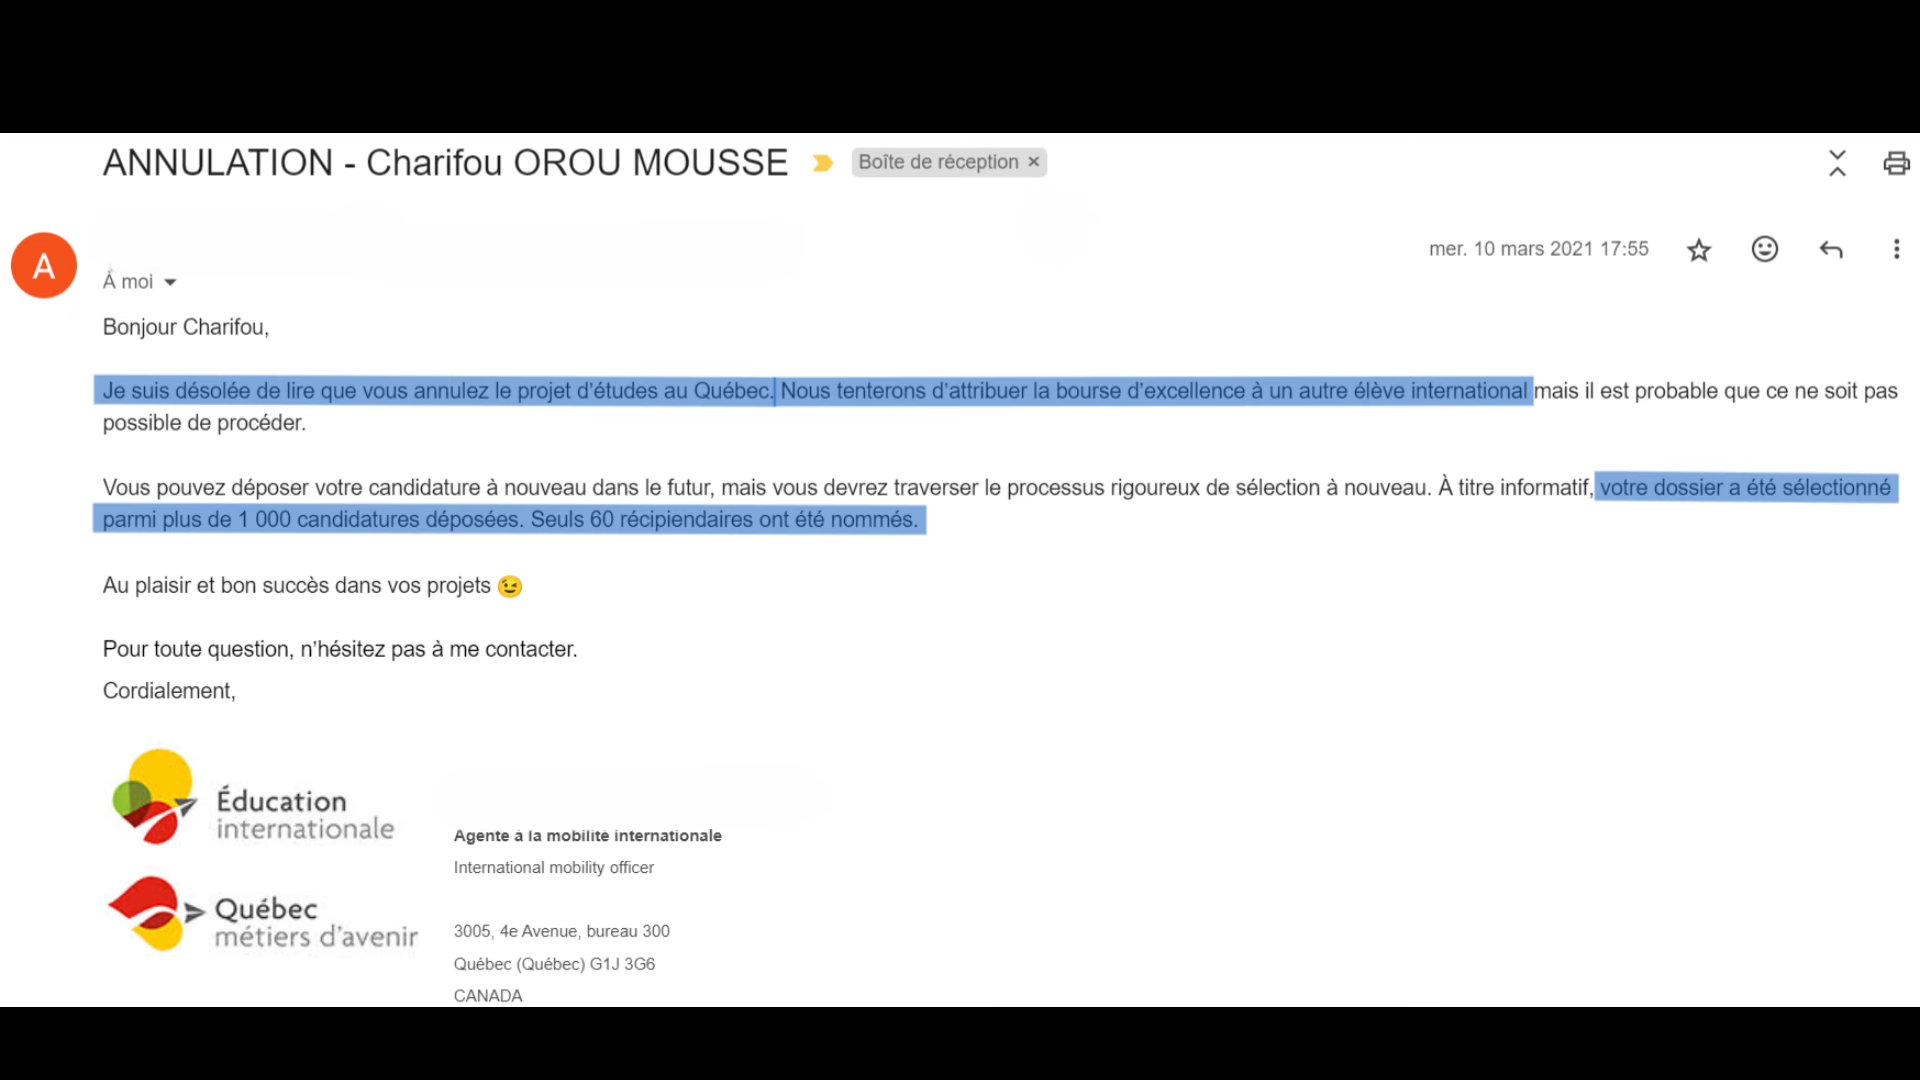 ANNULATION - Charifou OROU MOUSSE
Boîte de réception ×
mer. 10 mars 2021 17:55
A
À moi
Bonjour Charifou,
Je suis désolée de lire que vous annulez le projet d’études au Québec. Nous tenterons d’attribuer la bourse d’excellence à un autre élève international mais il est probable que ce ne soit pas
possible de procéder.
Vous pouvez déposer votre candidature à nouveau dans le futur, mais vous devrez traverser le processus rigoureux de sélection à nouveau. À titre informatif, votre dossier a été sélectionné
parmi plus de 1 000 candidatures déposées. Seuls 60 récipiendaires ont été nommés.
Au plaisir et bon succès dans vos projets 😉
Pour toute question, n’hésitez pas à me contacter.
Cordialement,
Éducation
internationale
Québec
métiers d’avenir
Agente à la mobilité internationale
International mobility officer
3005, 4e Avenue, bureau 300
Québec (Québec) G1J 3G6
CANADA